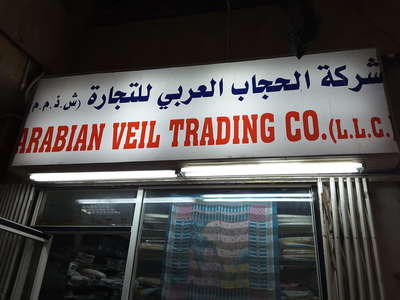 شركة الحجاب العربي للتجارة (ش.ذ.م.م
ARABIAN VEIL TRADING CO.(L.L.C.)